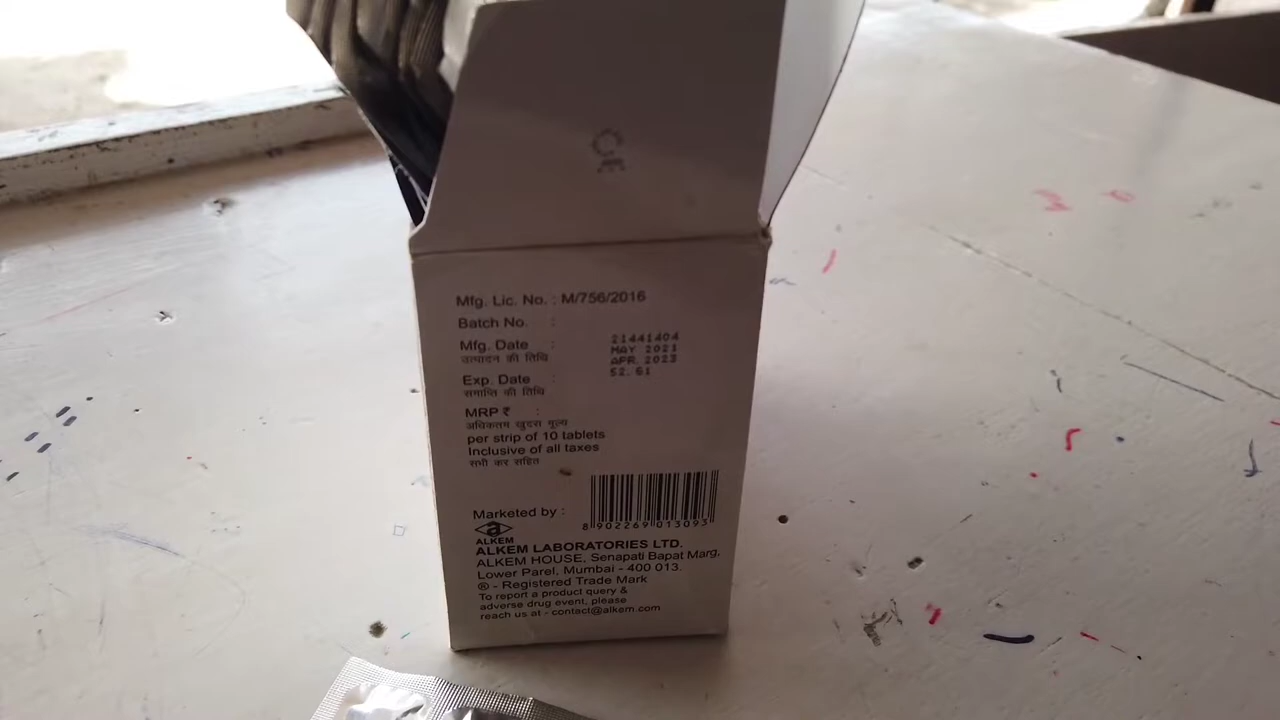 Mfg. Lic. No. : M/756/2016
Batch No. :
21441404
Mfg. Date : MAY 2021
उत्पादन की तिथि
APR. 2023
Exp. Date : 52.61
समाप्ति की तिथि
MRP ₹ :
अधिकतम खुदरा मूल्य
per strip of 10 tablets
Inclusive of all taxes
सभी कर सहित
Marketed by :
8 902269 013093
ALKEM
ALKEM LABORATORIES LTD.
ALKEM HOUSE, Senapati Bapat Marg,
Lower Parel, Mumbai - 400 013.
® - Registered Trade Mark
To report a product query &
adverse drug event, please
reach us at - contact@alkem.com